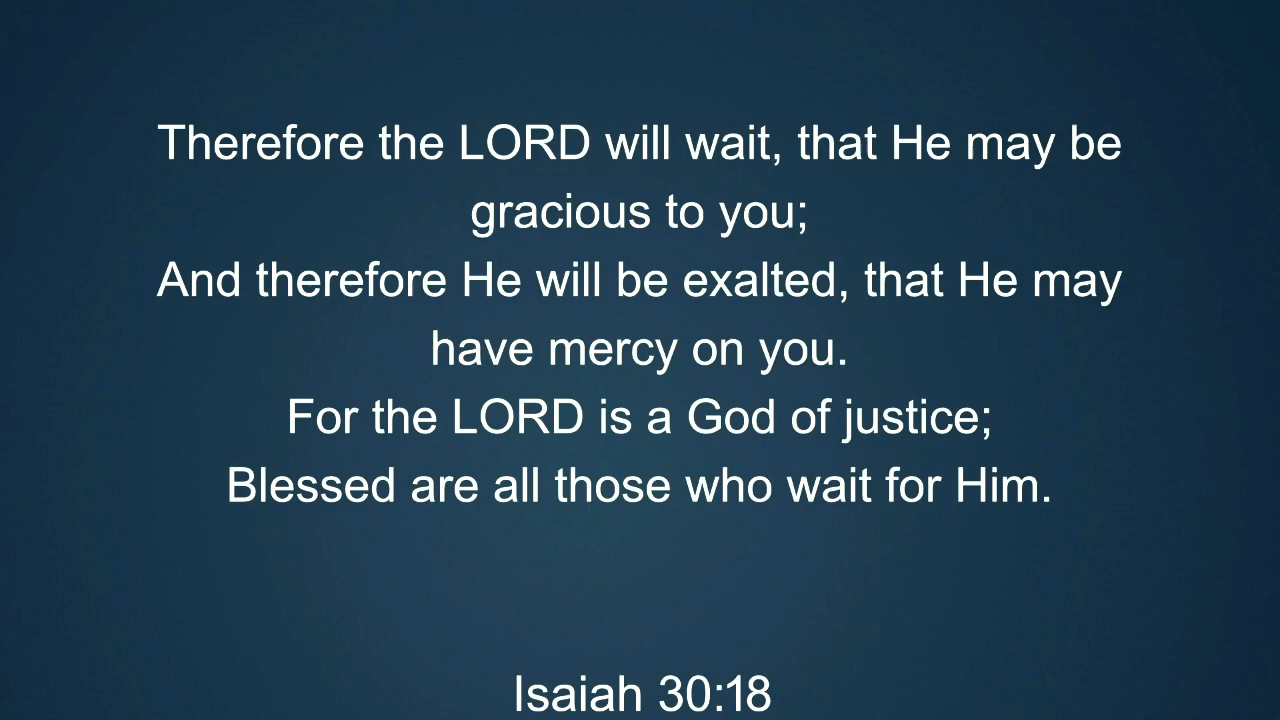 Therefore the LORD will wait, that He may be
gracious to you;
And therefore He will be exalted, that He may
have mercy on you.
For the LORD is a God of justice;
Blessed are all those who wait for Him.
Isaiah 30:18